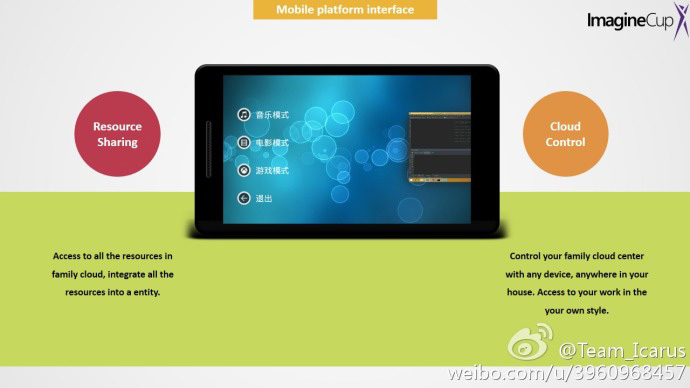 Mobile platform interface
ImagineCup
Resource
Sharing
音乐模式
电影模式
游戏模式
退出
Cloud
Control
Access to all the resources in
family cloud, integrate all the
resources into a entity.
Control your family cloud center
with any device, anywhere in your
house. Access to your work in the
your own style.
@Team_Icarus
weibo.com/u/3960968457